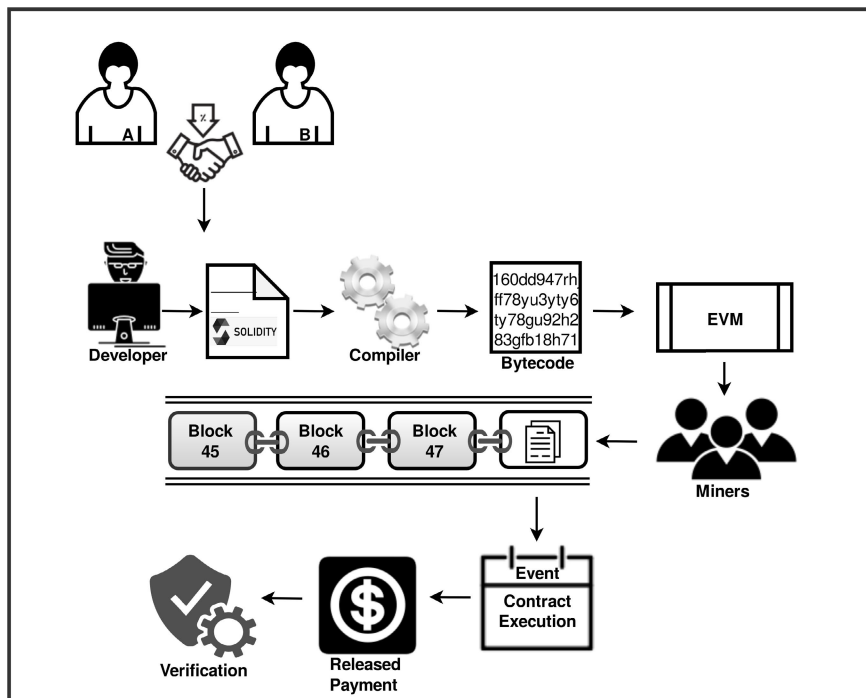 A
B
%
Developer
SOLIDITY
Compiler
160dd947rh
ff78yu3yty6
ty78gu92h2
83gfb18h71
Bytecode
EVM
Block
45
Block
46
Block
47
Miners
Event
Contract
Execution
$
Verification
Released
Payment